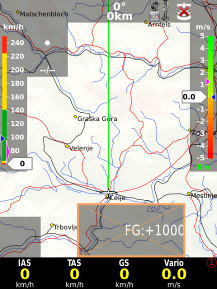 Matschenbloch
0°
0km
Arnfels
km/h
m/s
240
220
200
180
160
140
120
100
80
0
--/--
5
4
3
2
1
0.0
-1
-2
-3
-4
-5
Graška Gora
Velenje
Celje
Mestinje
Trbovlje
FG:+1000
IAS TAS GS Vario
0 0 0 0.0
km/h km/h km/h m/s